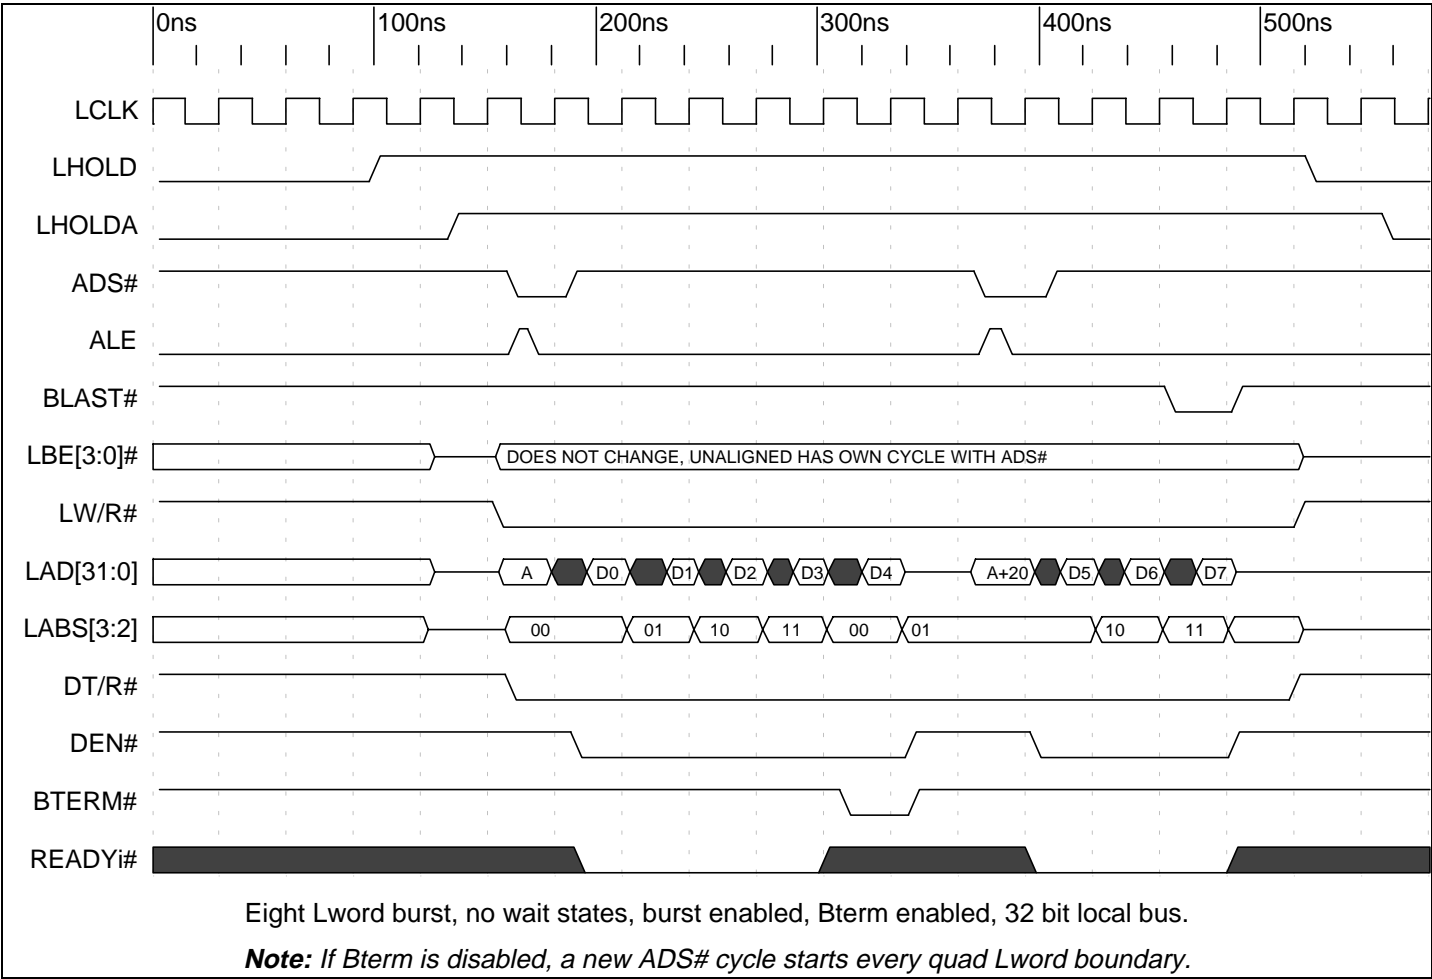 0ns 100ns 200ns 300ns 400ns 500ns
LCLK
LHOLD
LHOLDA
ADS#
ALE
BLAST#
LBE[3:0]# DOES NOT CHANGE, UNALIGNED HAS OWN CYCLE WITH ADS#
LW/R#
LAD[31:0] A D0 D1 D2 D3 D4 A+20 D5 D6 D7
LABS[3:2] 00 01 10 11 00 01 10 11
DT/R#
DEN#
BTERM#
READYi#
Eight Lword burst, no wait states, burst enabled, Bterm enabled, 32 bit local bus.
Note: If Bterm is disabled, a new ADS# cycle starts every quad Lword boundary.